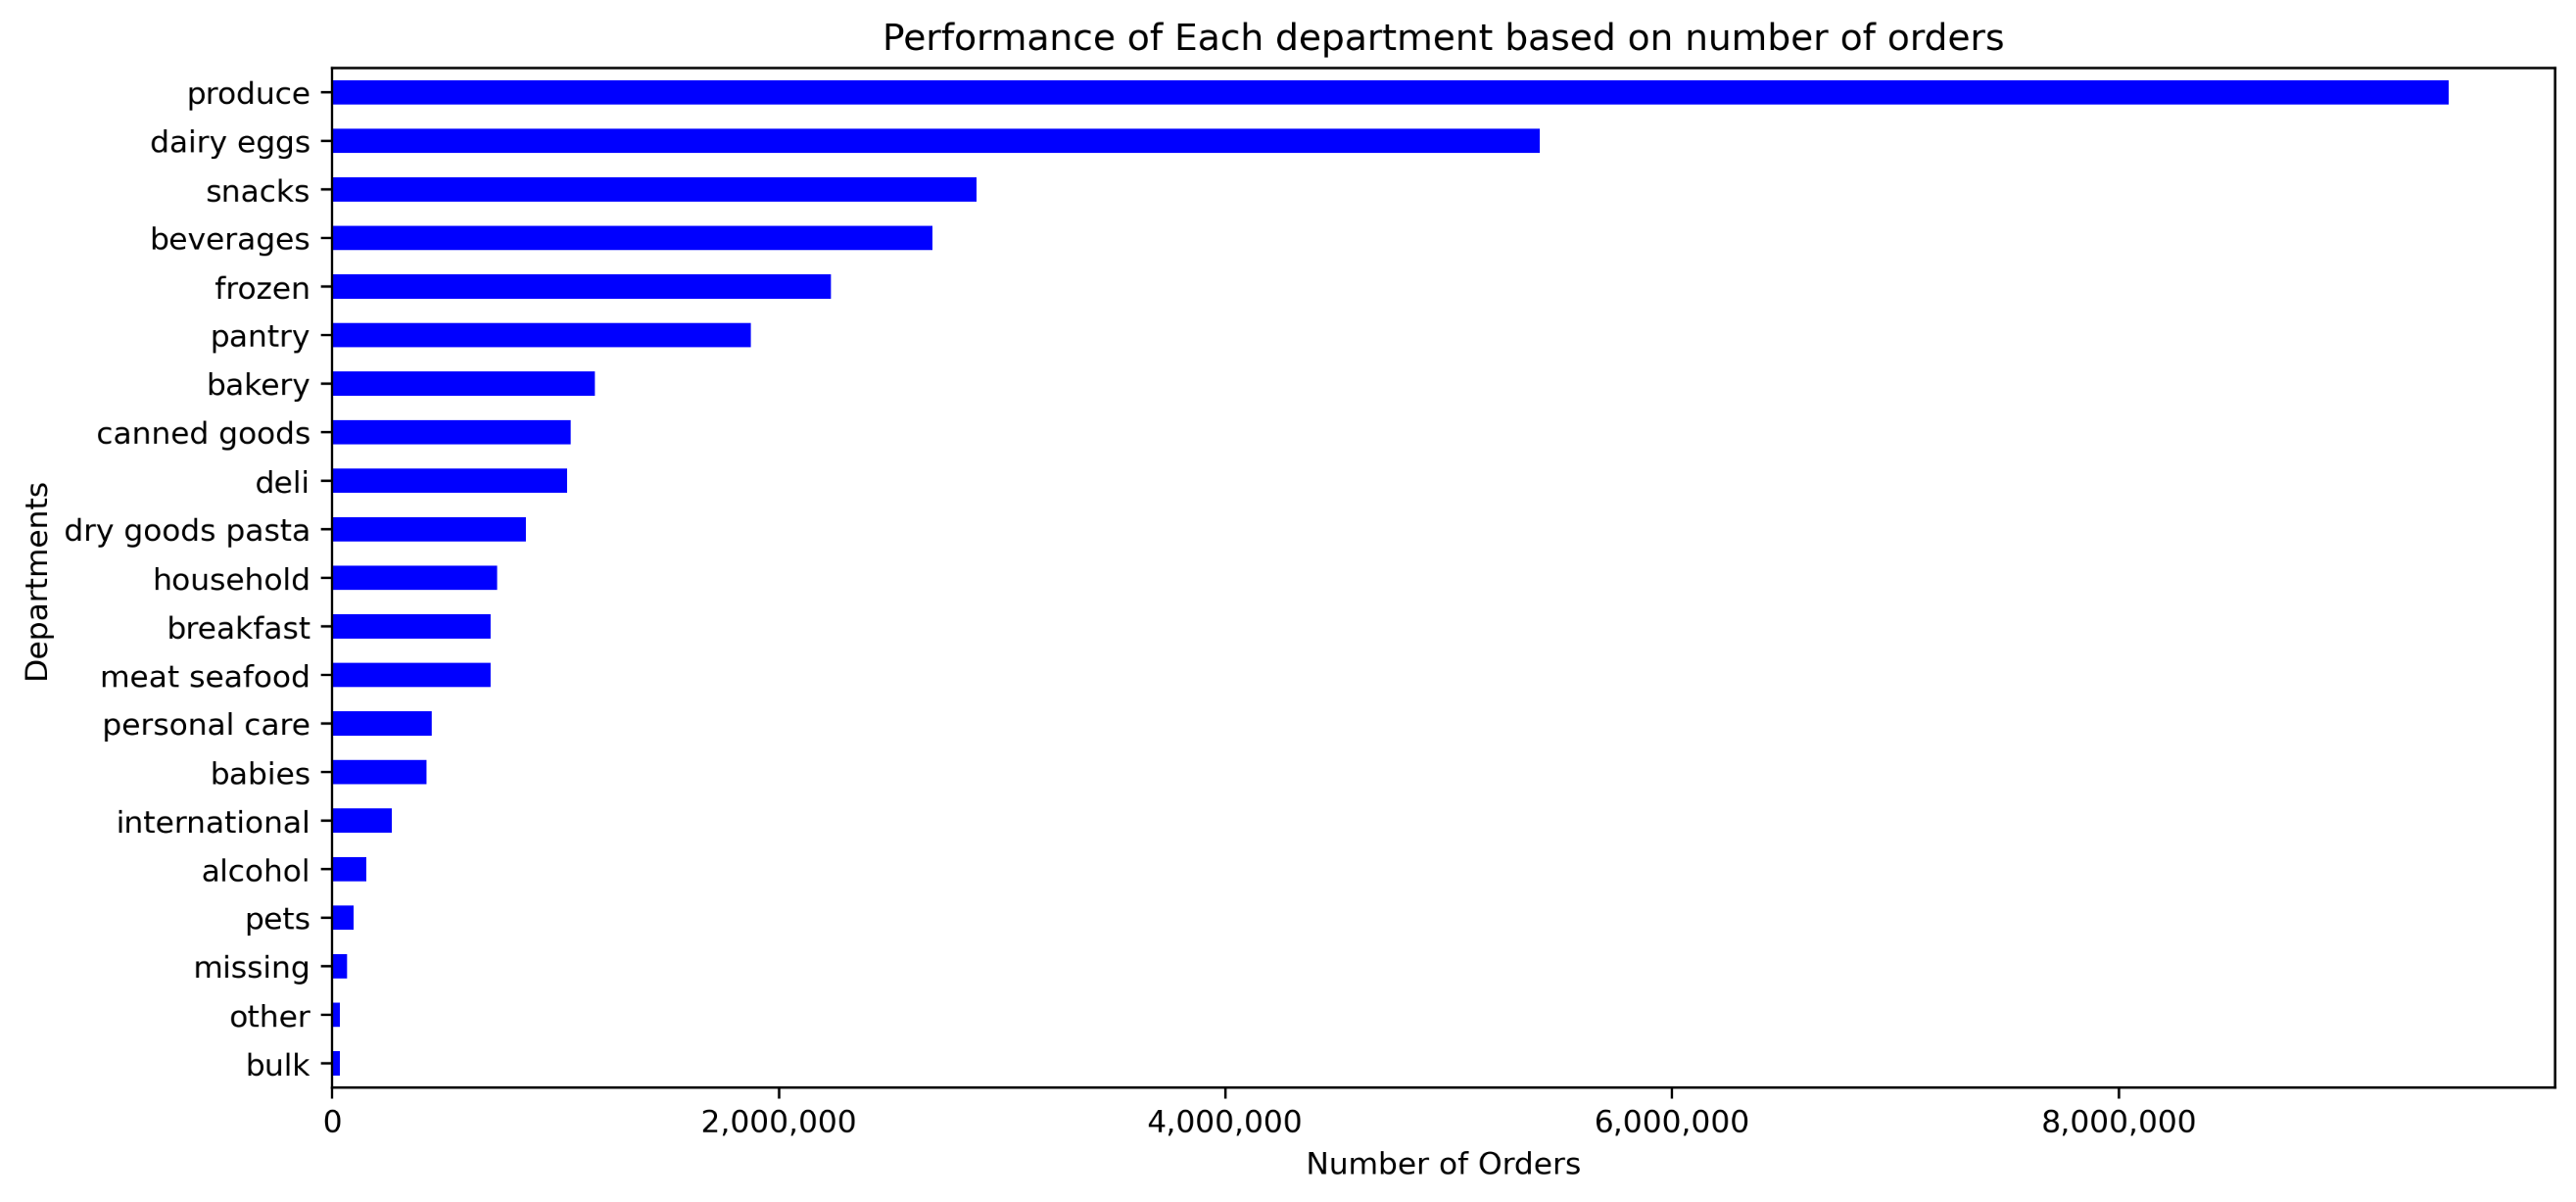 Performance of Each department based on number of orders
produce
dairy eggs
snacks
beverages
frozen
pantry
bakery
canned goods
deli
dry goods pasta
household
breakfast
meat seafood
personal care
babies
international
alcohol
pets
missing
other
bulk
Departments
0 2,000,000 4,000,000 6,000,000 8,000,000
Number of Orders